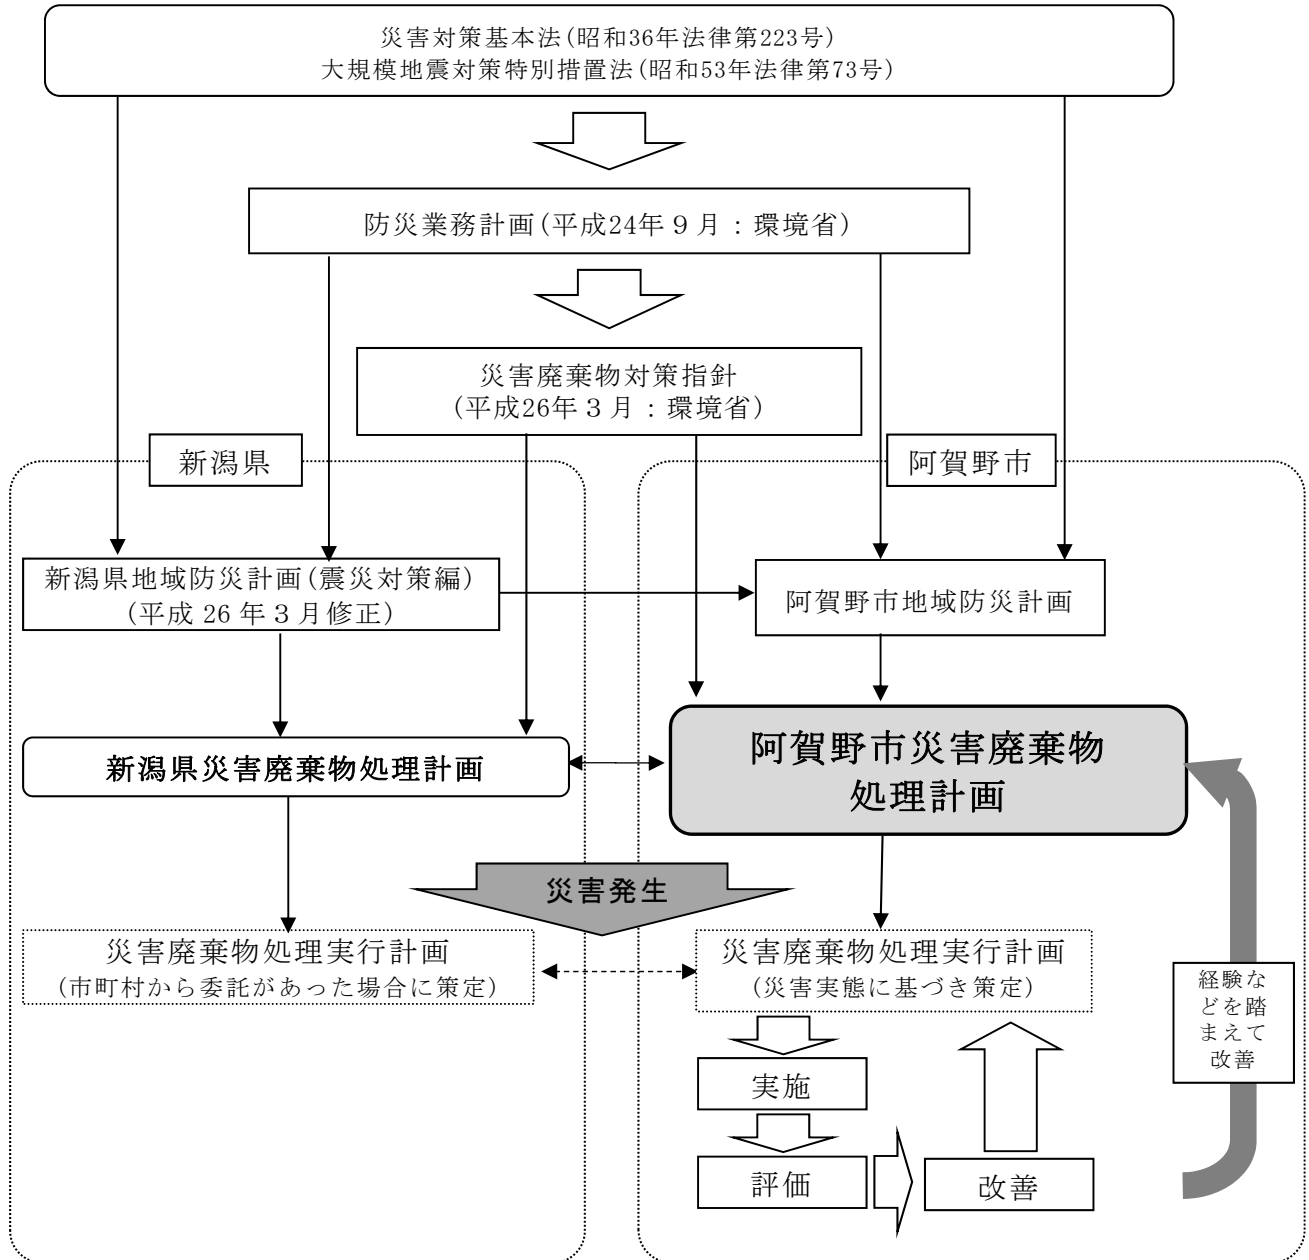 災害対策基本法(昭和36年法律第223号)
大規模地震対策特別措置法(昭和53年法律第73号)
防災業務計画(平成24年９月：環境省)
災害廃棄物対策指針
(平成26年３月：環境省)
新潟県
阿賀野市
新潟県地域防災計画(震災対策編)
(平成 26 年３月修正)
阿賀野市地域防災計画
新潟県災害廃棄物処理計画
阿賀野市災害廃棄物
処理計画
災害発生
災害廃棄物処理実行計画
(市町村から委託があった場合に策定)
災害廃棄物処理実行計画
(災害実態に基づき策定)
経験な
どを踏
まえて
改善
実施
評価
改善